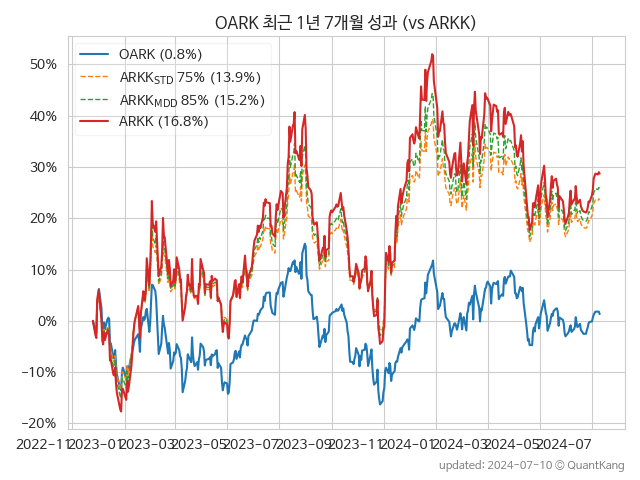 OARK 최근 1년 7개월 성과 (vs ARKK)
OARK (0.8%)
ARKK_STD 75% (13.9%)
ARKK_MDD 85% (15.2%)
ARKK (16.8%)
50%
40%
30%
20%
10%
0%
−10%
−20%
2022-11 2023-01 2023-03 2023-05 2023-07 2023-09 2023-11 2024-01 2024-03 2024-05 2024-07
updated: 2024-07-10 © QuantKang